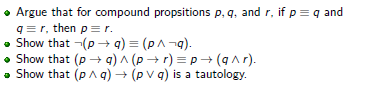 • Argue that for compound propsitions p, q, and r, if p ≡ q and
q ≡ r, then p ≡ r.
• Show that ¬(p → q) ≡ (p ∧ ¬q).
• Show that (p → q) ∧ (p → r) ≡ p → (q ∧ r).
• Show that (p ∧ q) → (p ∨ q) is a tautology.